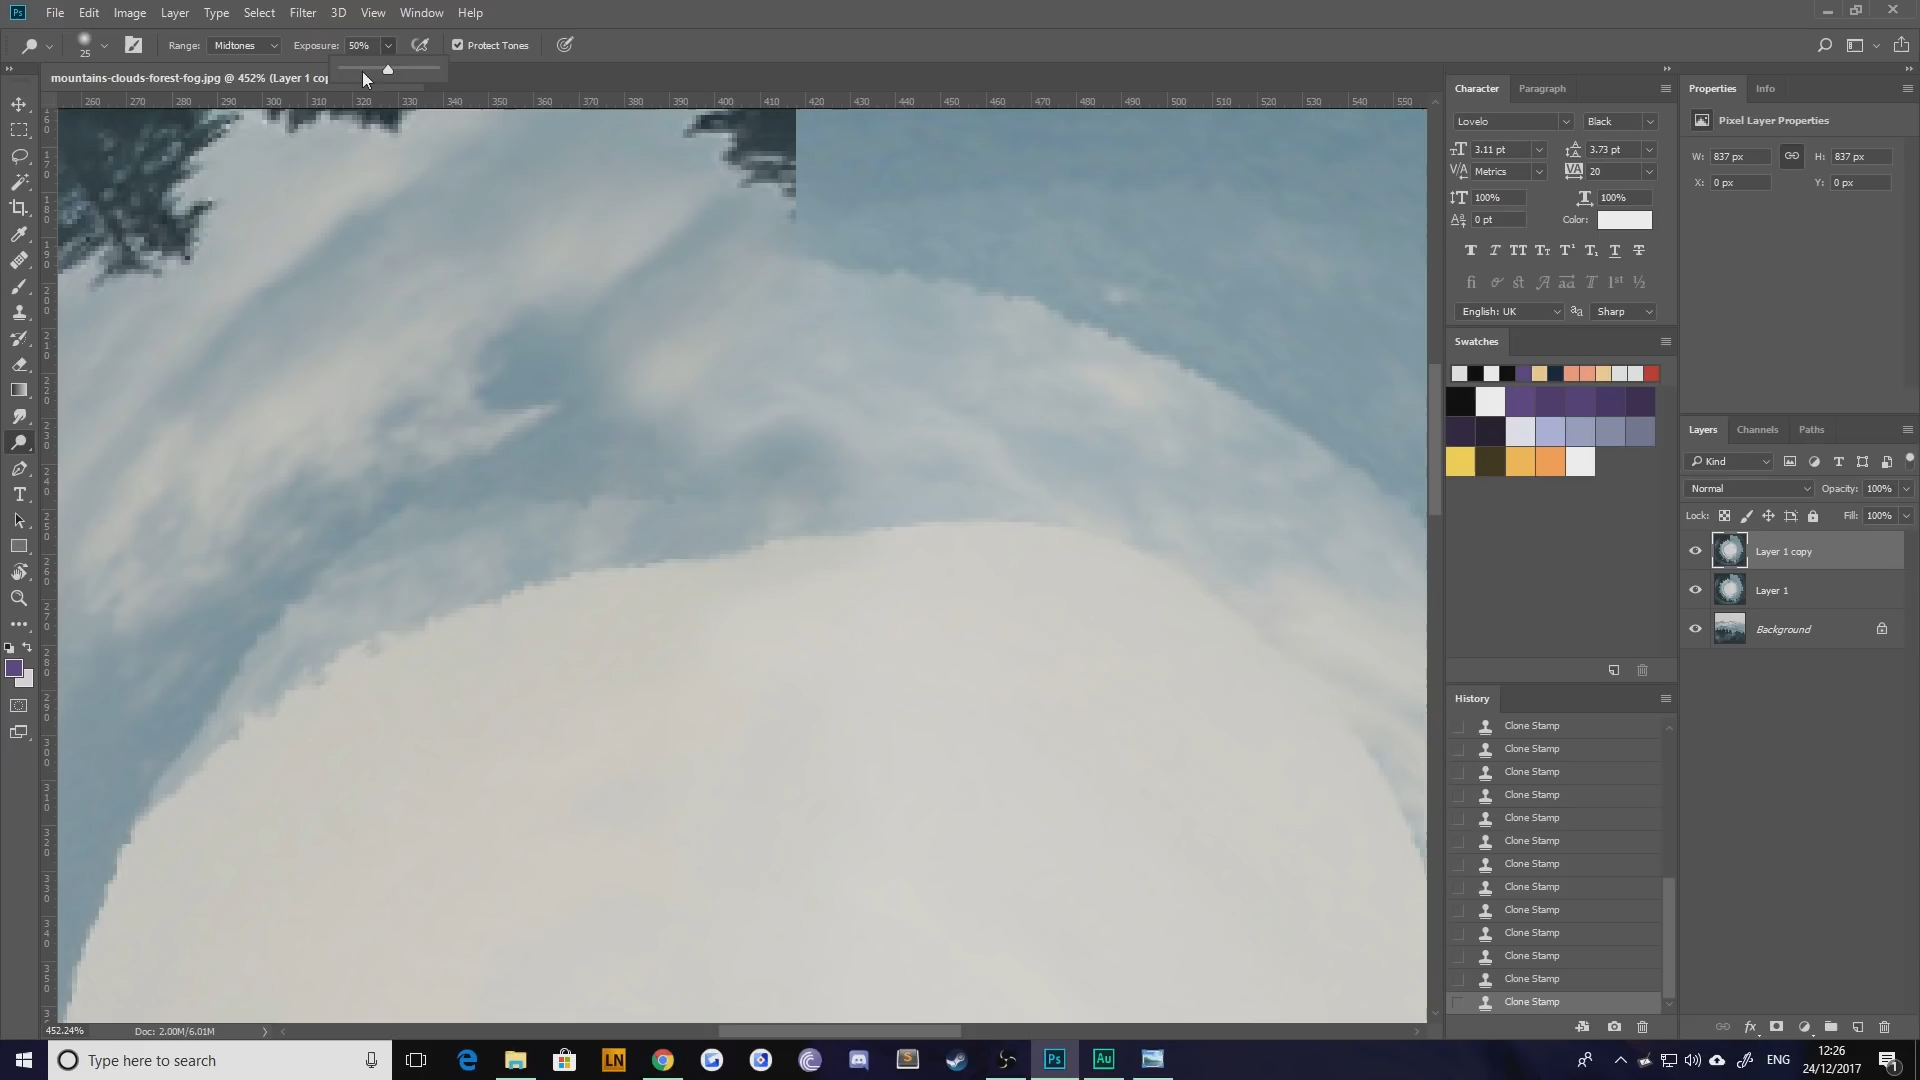 Ps File Edit Image Layer Type Select Filter 3D View Window Help
25 Range: Midtones Exposure: 50% Protect Tones
mountains-clouds-forest-fog.jpg @ 452% (Layer 1 cop
260 270 280 290 300 310 320 330 340 350 360 370 380 390 400 410 420 430 440 450 460 470 480 490 500 510 520 530 540 550
Character Paragraph
Lovelo Black
3.11 pt 3.73 pt
Metrics 20
100% 100%
0 pt Color:
English: UK Sharp
Swatches
History
Clone Stamp
Clone Stamp
Clone Stamp
Clone Stamp
Clone Stamp
Clone Stamp
Clone Stamp
Clone Stamp
Clone Stamp
Clone Stamp
Clone Stamp
Clone Stamp
Clone Stamp
Properties Info
Pixel Layer Properties
W: 837 px H: 837 px
X: 0 px Y: 0 px
Layers Channels Paths
Kind
Normal Opacity: 100%
Lock: Fill: 100%
Layer 1 copy
Layer 1
Background
fx
452.24% Doc: 2.00M/6.01M
Type here to search
LN Ps Au
ENG 12:26
24/12/2017